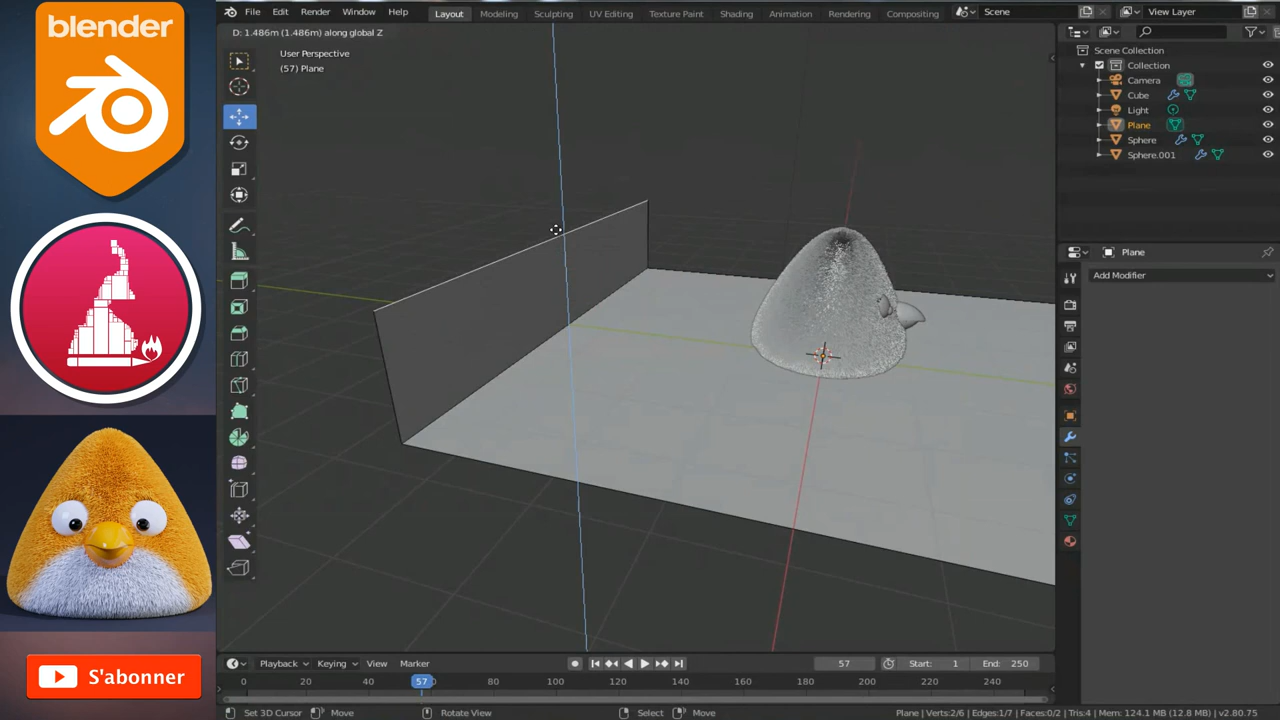 blender
S'abonner
File Edit Render Window Help
Layout Modeling Sculpting UV Editing Texture Paint Shading Animation Rendering Compositing
Scene
View Layer
D: 1.486m (1.486m) along global Z
User Perspective
(57) Plane
Scene Collection
Collection
Camera
Cube
Light
Plane
Sphere
Sphere.001
Plane
Add Modifier
Playback Keying View Marker
57 Start: 1 End: 250
0 20 40 57 80 100 120 140 160 180 200 220 240
Set 3D Cursor Move Rotate View Select Move
Plane | Verts:2/6 | Edges:1/7 | Faces:0/2 | Tris:4 | Mem: 124.1 MB (12.8 MB) | v2.80.75